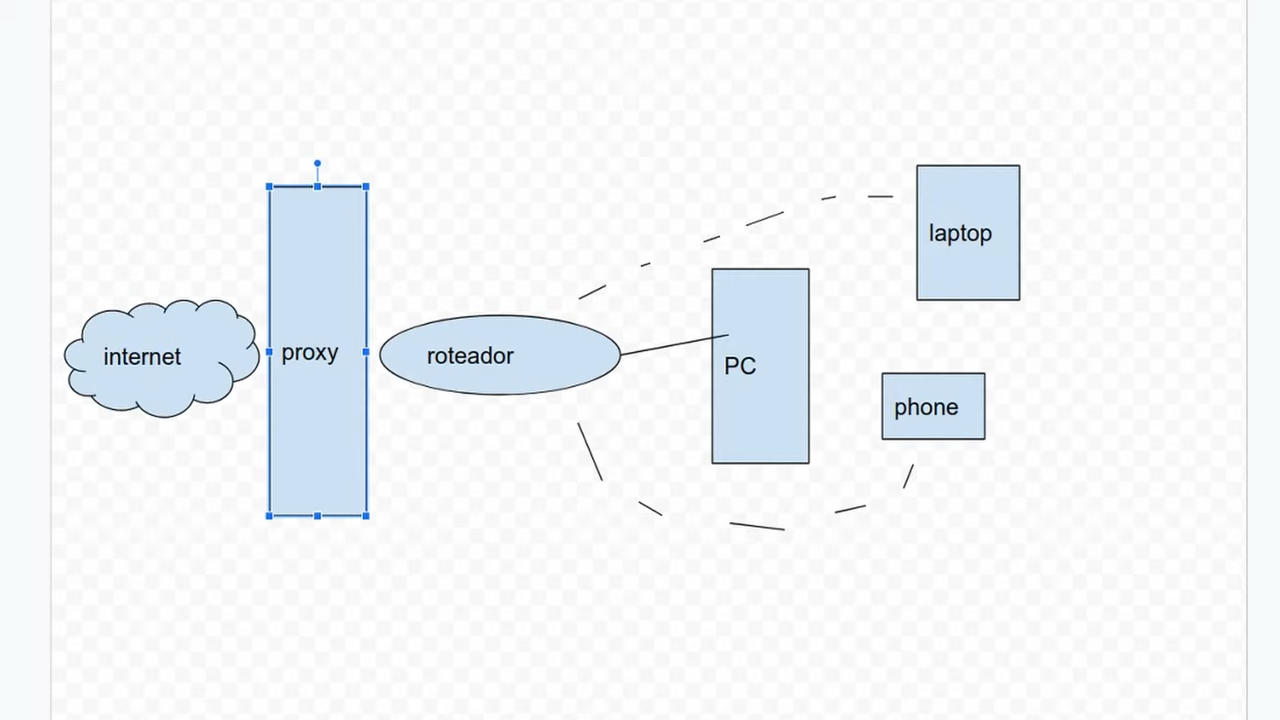 internet
proxy
roteador
PC
laptop
phone